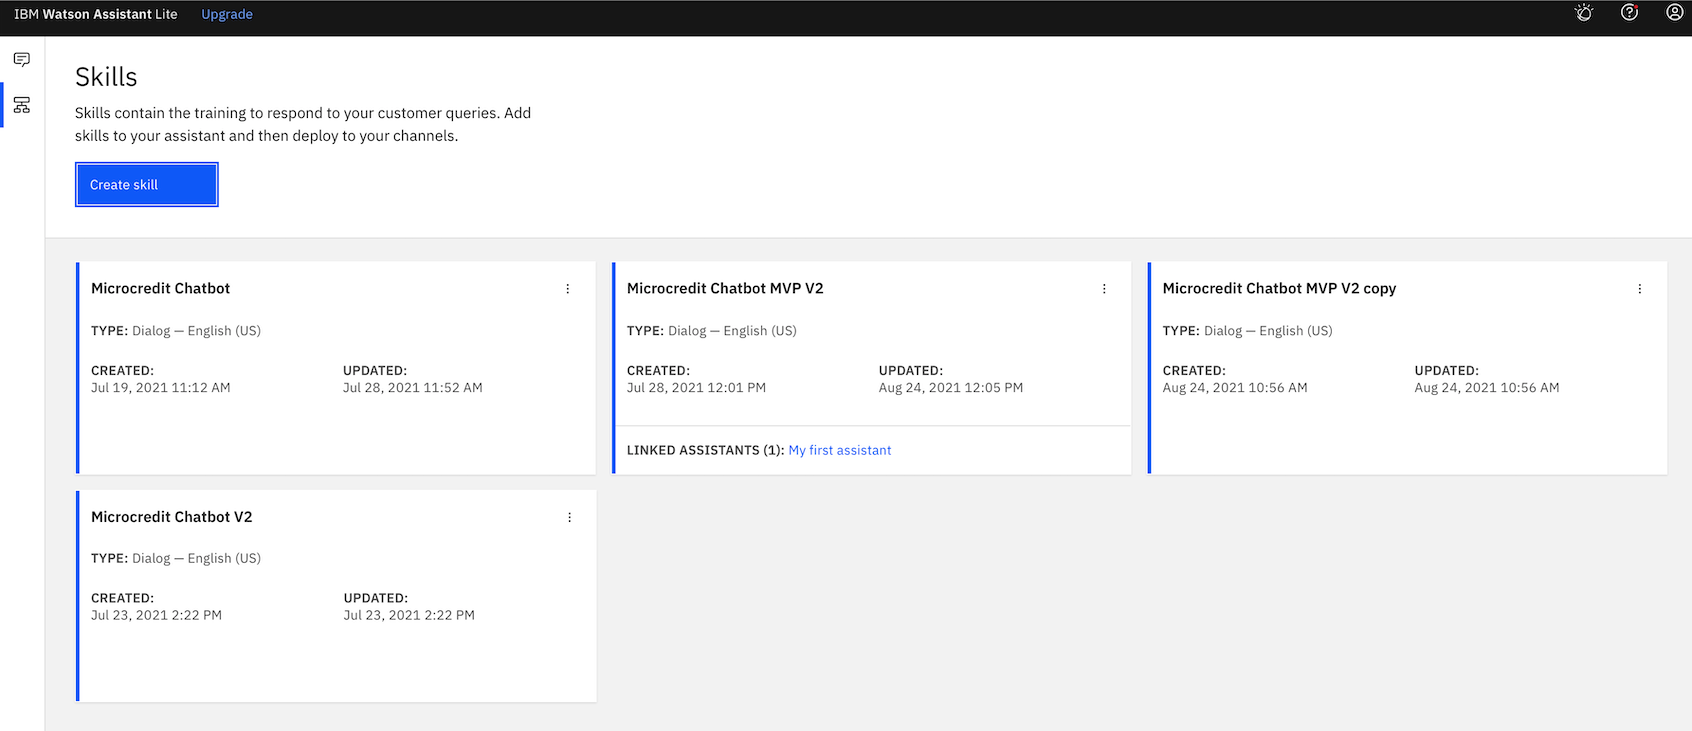 IBM Watson Assistant Lite Upgrade
Skills
Skills contain the training to respond to your customer queries. Add
skills to your assistant and then deploy to your channels.
Create skill
Microcredit Chatbot
TYPE: Dialog — English (US)
CREATED: UPDATED:
Jul 19, 2021 11:12 AM Jul 28, 2021 11:52 AM
Microcredit Chatbot MVP V2
TYPE: Dialog — English (US)
CREATED: UPDATED:
Jul 28, 2021 12:01 PM Aug 24, 2021 12:05 PM
LINKED ASSISTANTS (1): My first assistant
Microcredit Chatbot MVP V2 copy
TYPE: Dialog — English (US)
CREATED: UPDATED:
Aug 24, 2021 10:56 AM Aug 24, 2021 10:56 AM
Microcredit Chatbot V2
TYPE: Dialog — English (US)
CREATED: UPDATED:
Jul 23, 2021 2:22 PM Jul 23, 2021 2:22 PM